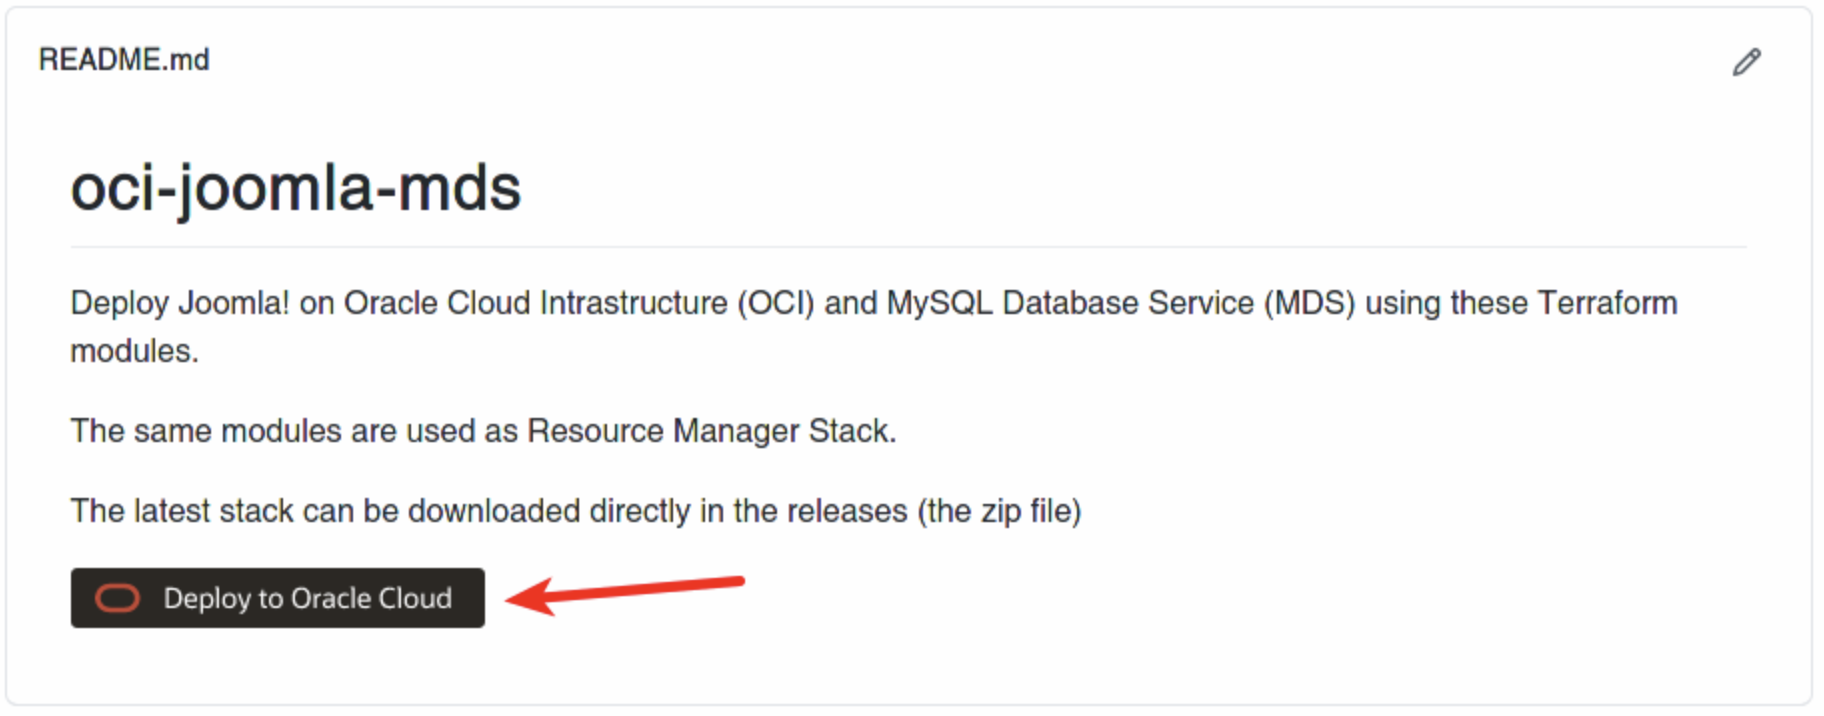 README.md
oci-joomla-mds
Deploy Joomla! on Oracle Cloud Intrastructure (OCI) and MySQL Database Service (MDS) using these Terraform
modules.
The same modules are used as Resource Manager Stack.
The latest stack can be downloaded directly in the releases (the zip file)
Deploy to Oracle Cloud